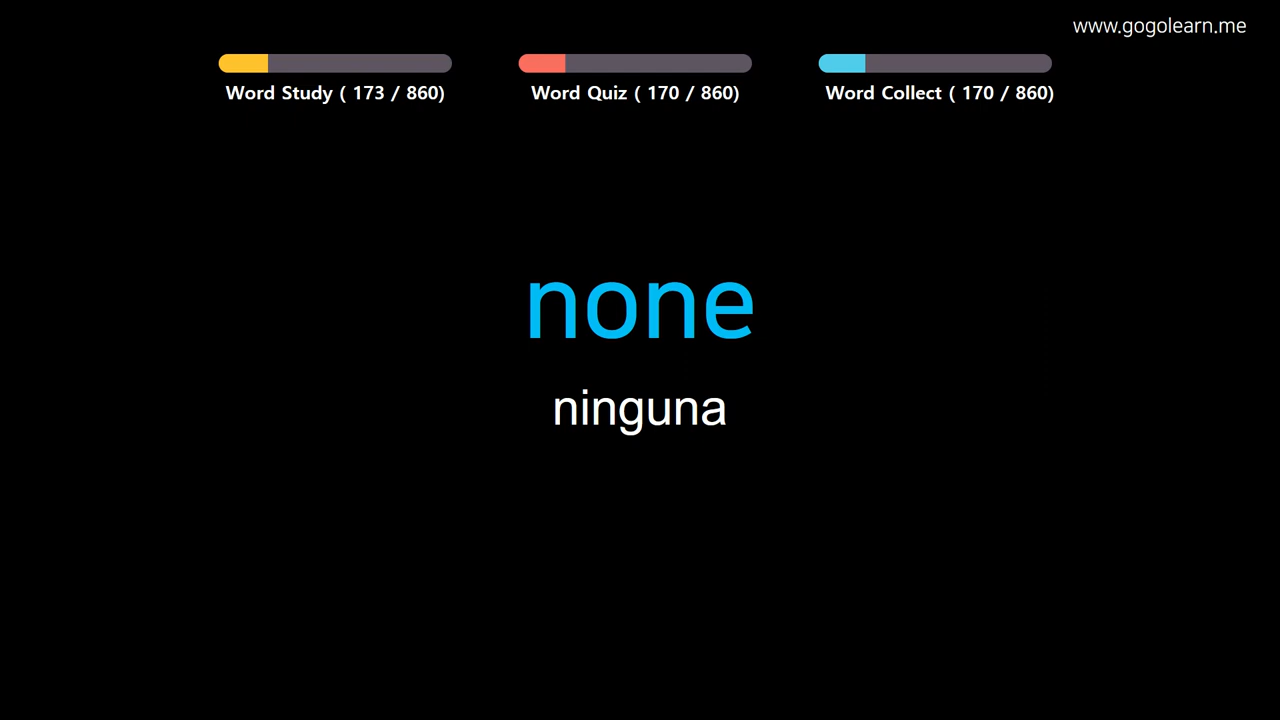 www.gogolearn.me
Word Study ( 173 / 860)
Word Quiz ( 170 / 860)
Word Collect ( 170 / 860)
none
ninguna